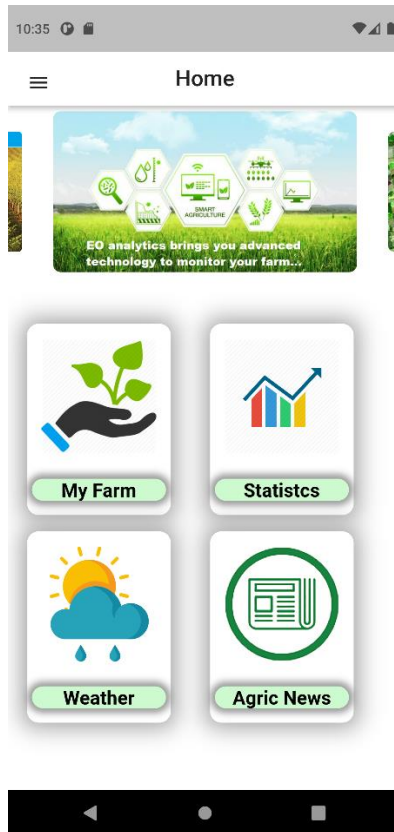 10:35
Home
SMART
AGRICULTURE
EO analytics brings you advanced
technology to monitor your farm...
My Farm
Statistcs
Weather
Agric News